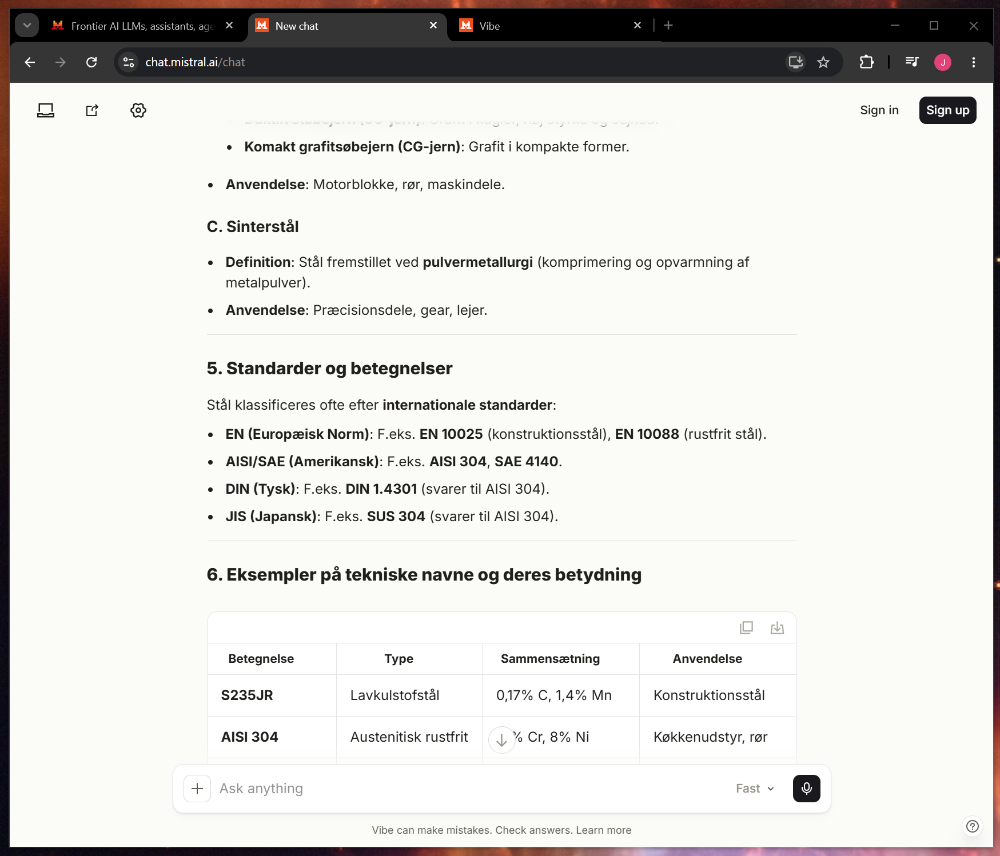 Frontier AI LLMs, assistants, age
New chat
Vibe
chat.mistral.ai/chat
J
Sign in
Sign up
Komakt grafitsøbejern (CG-jern): Grafit i kompakte former.
Anvendelse: Motorblokke, rør, maskindele.
C. Sinterstål
Definition: Stål fremstillet ved pulvermetallurgi (komprimering og opvarmning af
metalpulver).
Anvendelse: Præcisionsdele, gear, lejer.
5. Standarder og betegnelser
Stål klassificeres ofte efter internationale standarder:
EN (Europæisk Norm): F.eks. EN 10025 (konstruktionsstål), EN 10088 (rustfrit stål).
AISI/SAE (Amerikansk): F.eks. AISI 304, SAE 4140.
DIN (Tysk): F.eks. DIN 1.4301 (svarer til AISI 304).
JIS (Japansk): F.eks. SUS 304 (svarer til AISI 304).
6. Eksempler på tekniske navne og deres betydning
Betegnelse Type Sammensætning Anvendelse
S235JR Lavkulstofstål 0,17% C, 1,4% Mn Konstruktionsstål
AISI 304 Austenitisk rustfrit % Cr, 8% Ni Køkkenudstyr, rør
Ask anything
Fast
Vibe can make mistakes. Check answers. Learn more